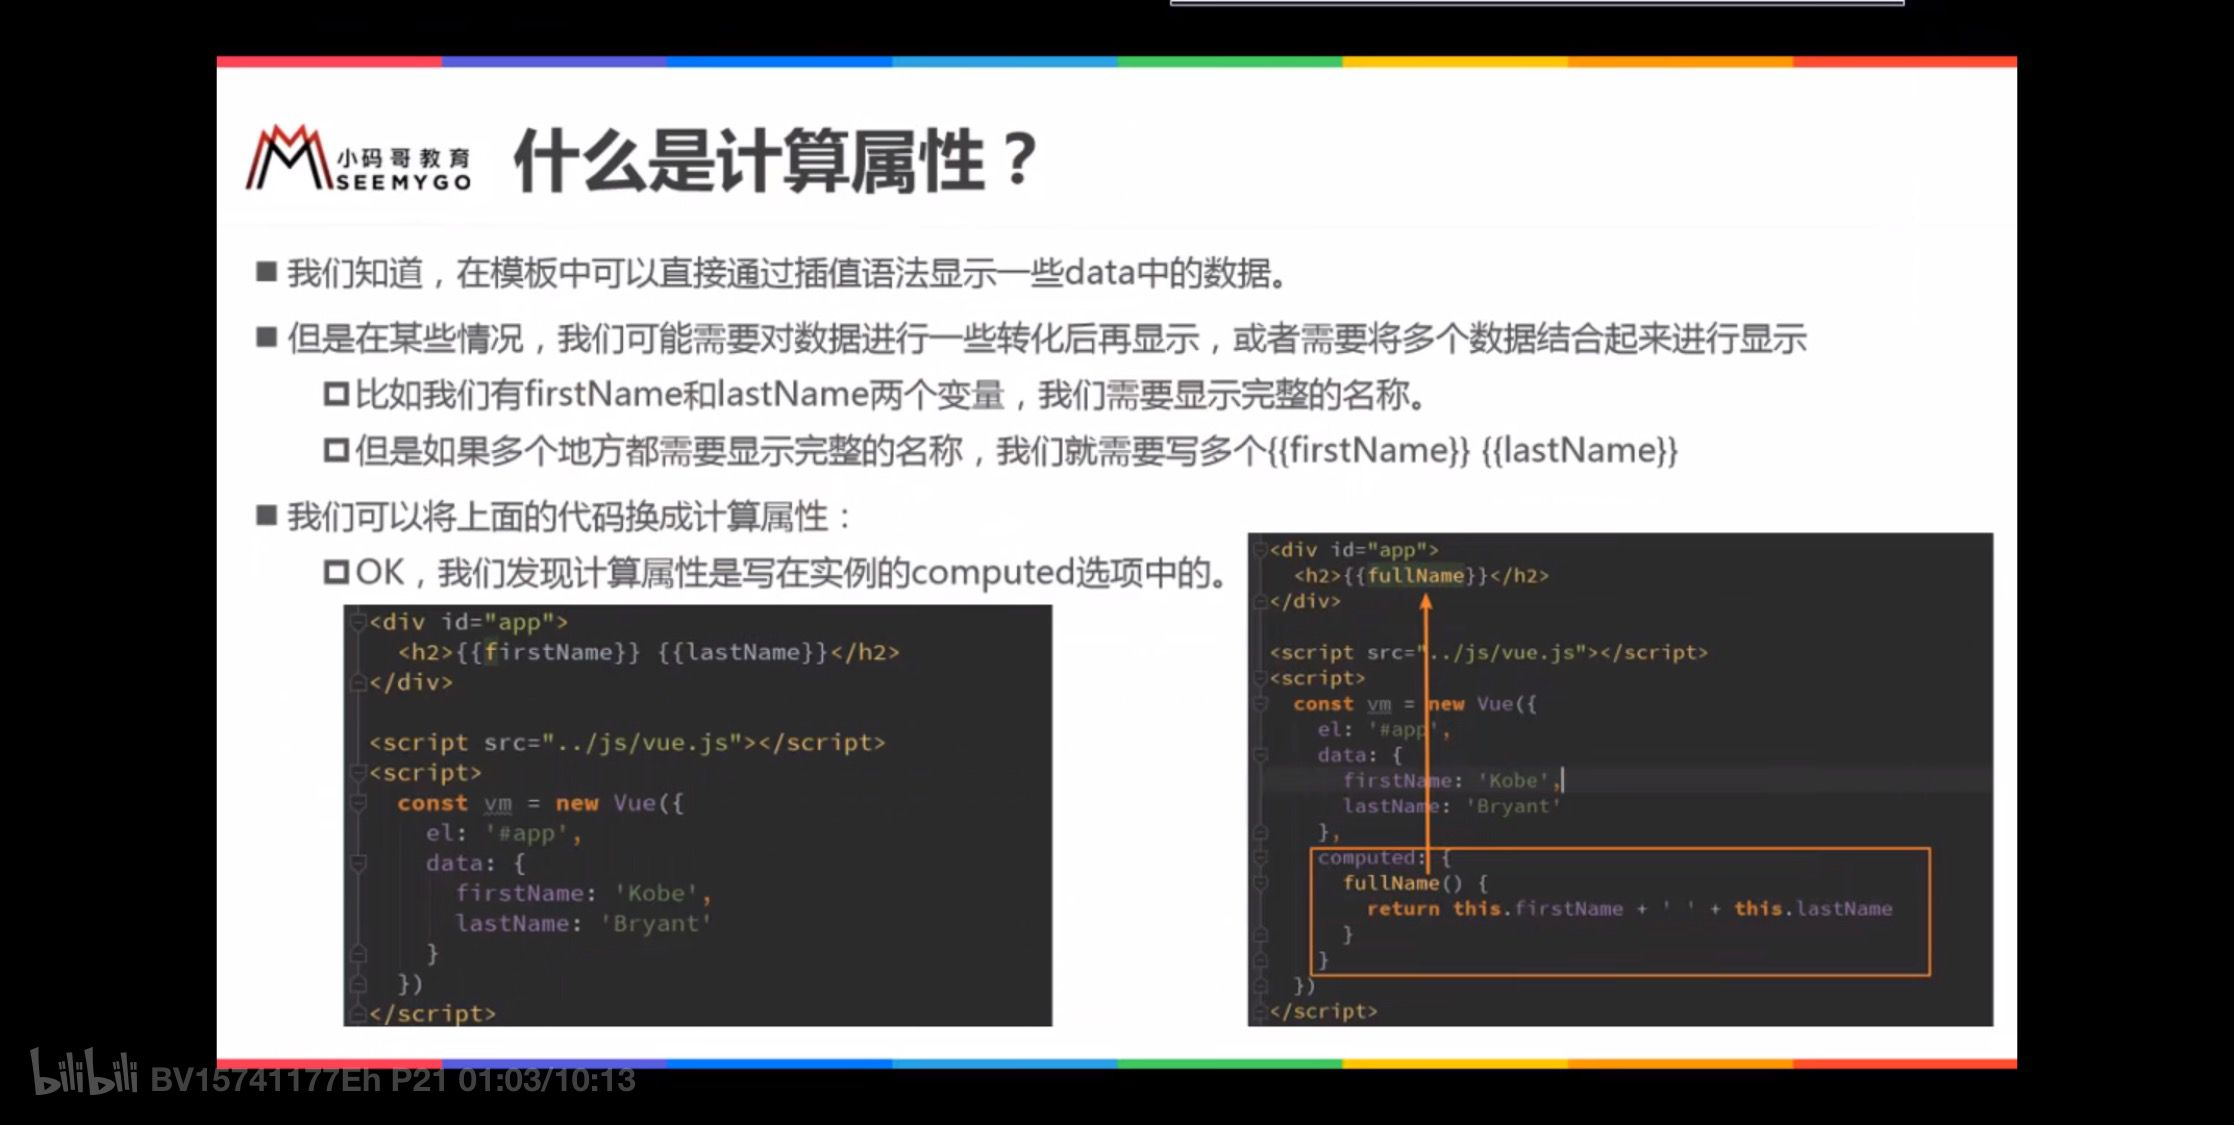 小码哥教育
SEEMYGO
什么是计算属性？
我们知道，在模板中可以直接通过插值语法显示一些data中的数据。
但是在某些情况，我们可能需要对数据进行一些转化后再显示，或者需要将多个数据结合起来进行显示
比如我们有firstName和lastName两个变量，我们需要显示完整的名称。
但是如果多个地方都需要显示完整的名称，我们就需要写多个{{firstName}} {{lastName}}
我们可以将上面的代码换成计算属性：
OK，我们发现计算属性是写在实例的computed选项中的。
<div id="app">
<h2>{{firstName}} {{lastName}}</h2>
</div>
<script src="../js/vue.js"></script>
<script>
const vm = new Vue({
el: '#app',
data: {
firstName: 'Kobe',
lastName: 'Bryant'
}
})
</script>
<div id="app">
<h2>{{fullName}}</h2>
</div>
<script src="../js/vue.js"></script>
<script>
const vm = new Vue({
el: '#app',
data: {
firstName: 'Kobe',
lastName: 'Bryant'
},
computed: {
fullName() {
return this.firstName + ' ' + this.lastName
}
}
})
</script>
bilibili BV15741177Eh P21 01:03/10:13